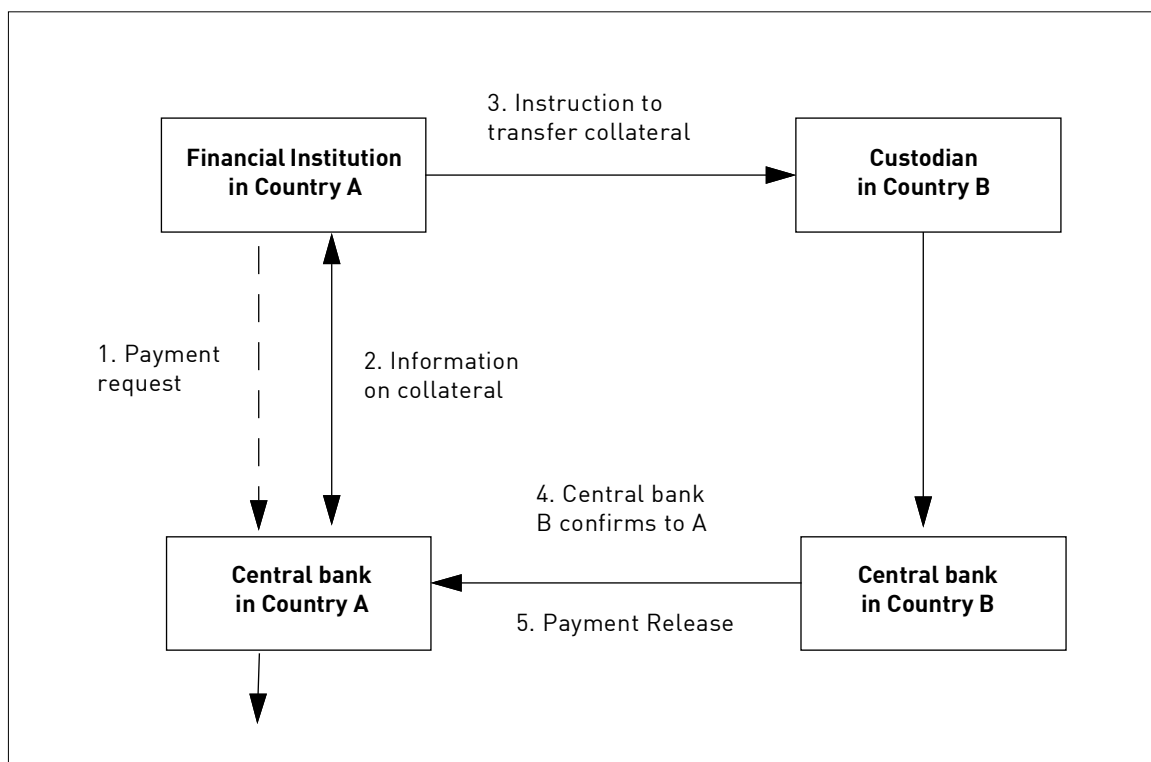 3. Instruction to
transfer collateral
Financial Institution
in Country A
Custodian
in Country B
1. Payment
request
2. Information
on collateral
4. Central bank
B confirms to A
Central bank
in Country A
Central bank
in Country B
5. Payment Release